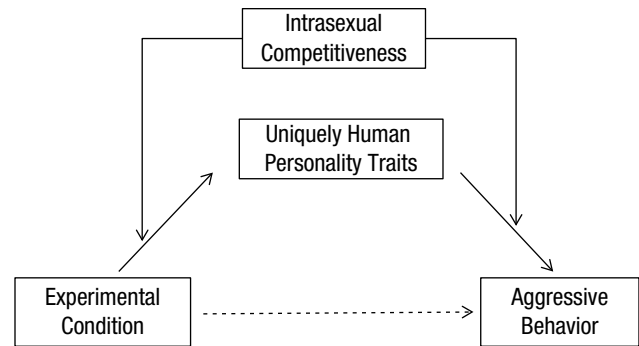 Intrasexual
Competitiveness
Uniquely Human
Personality Traits
Experimental
Condition
Aggressive
Behavior